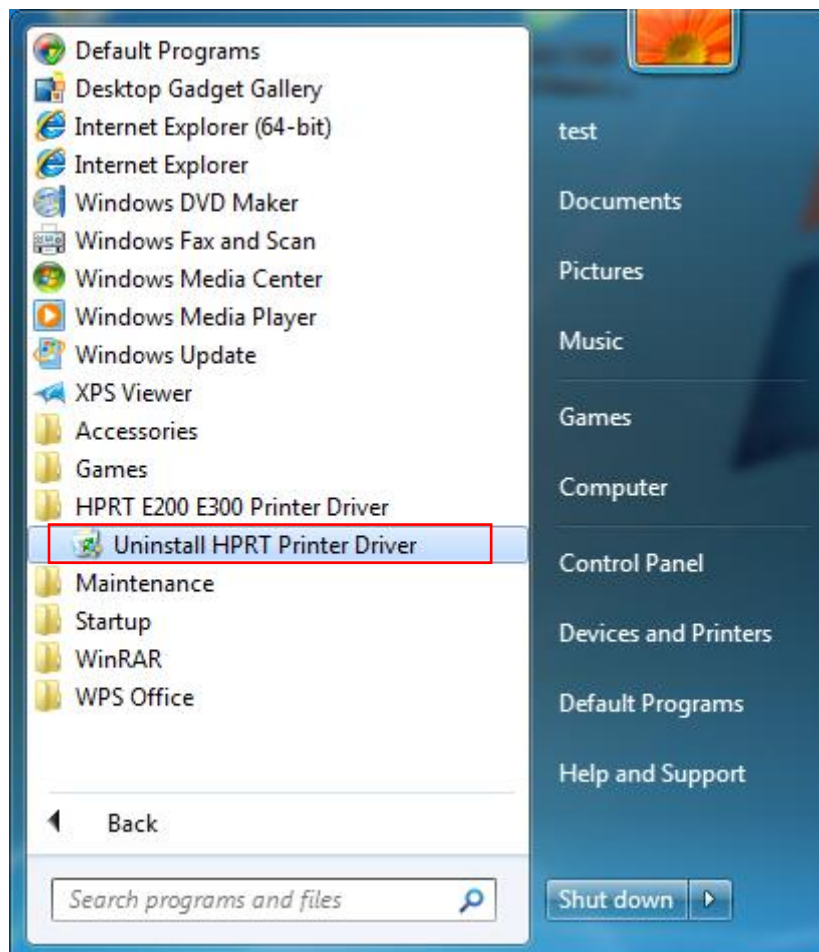 Default Programs
Desktop Gadget Gallery
Internet Explorer (64-bit)
Internet Explorer
Windows DVD Maker
Windows Fax and Scan
Windows Media Center
Windows Media Player
Windows Update
XPS Viewer
Accessories
Games
HPRT E200 E300 Printer Driver
Uninstall HPRT Printer Driver
Maintenance
Startup
WinRAR
WPS Office
Back
Search programs and files
test
Documents
Pictures
Music
Games
Computer
Control Panel
Devices and Printers
Default Programs
Help and Support
Shut down